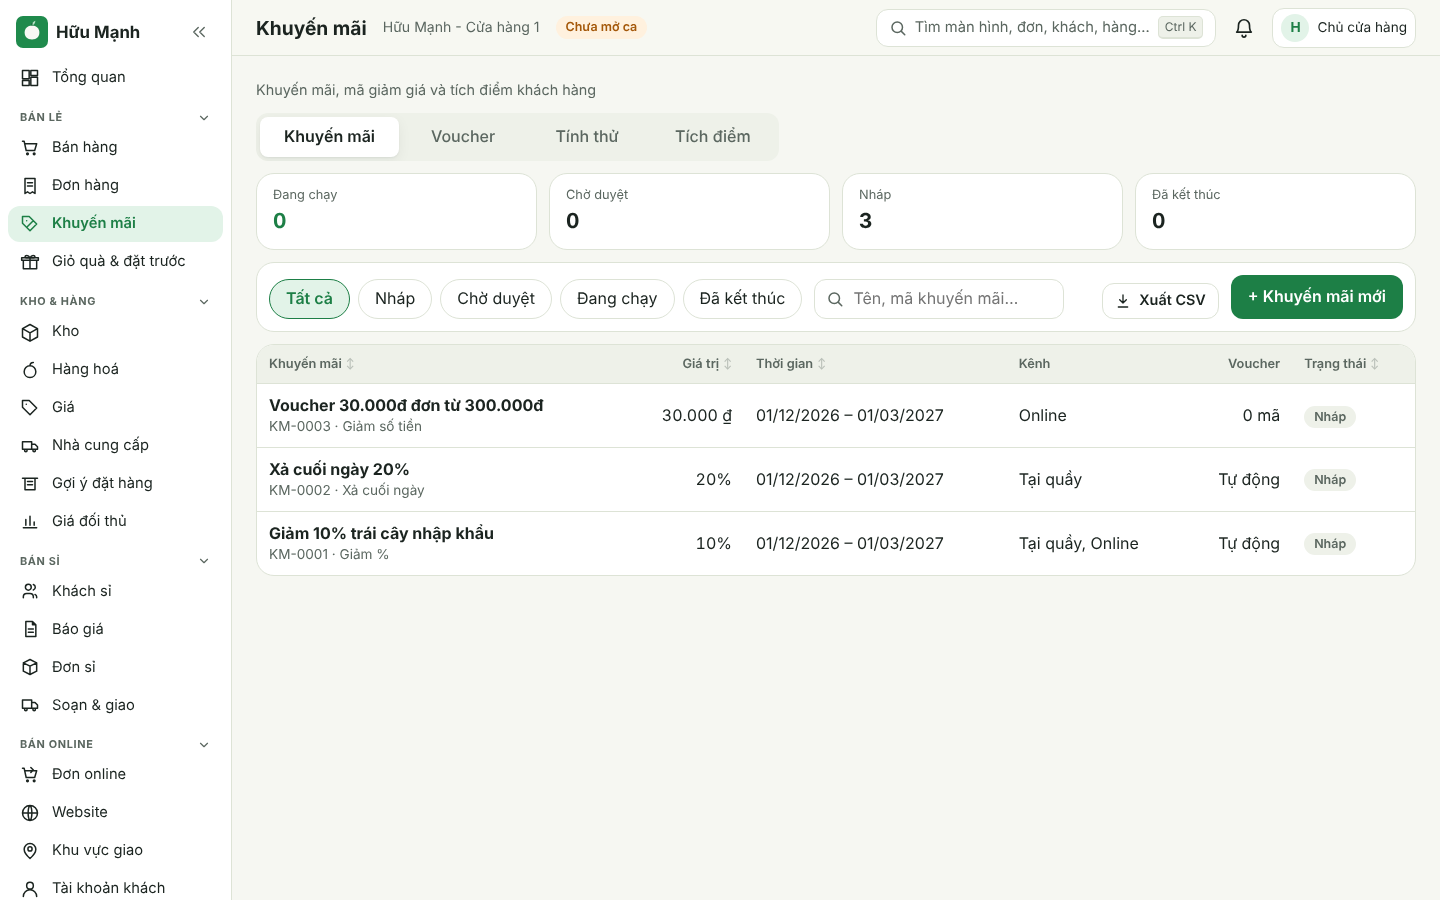 Hữu Mạnh
Tổng quan
BÁN LẺ
Bán hàng
Đơn hàng
Khuyến mãi
Giỏ quà & đặt trước
KHO & HÀNG
Kho
Hàng hoá
Giá
Nhà cung cấp
Gợi ý đặt hàng
Giá đối thủ
BÁN SỈ
Khách sỉ
Báo giá
Đơn sỉ
Soạn & giao
BÁN ONLINE
Đơn online
Website
Khu vực giao
Tài khoản khách
Khuyến mãi Hữu Mạnh - Cửa hàng 1 Chưa mở ca Tìm màn hình, đơn, khách, hàng... Ctrl K H Chủ cửa hàng
Khuyến mãi, mã giảm giá và tích điểm khách hàng
Khuyến mãi Voucher Tính thử Tích điểm
Đang chạy Chờ duyệt Nháp Đã kết thúc
0 0 3 0
Tất cả Nháp Chờ duyệt Đang chạy Đã kết thúc Tên, mã khuyến mãi... Xuất CSV + Khuyến mãi mới
Khuyến mãi Giá trị Thời gian Kênh Voucher Trạng thái
Voucher 30.000đ đơn từ 300.000đ
KM-0003 · Giảm số tiền
30.000 ₫ 01/12/2026 – 01/03/2027 Online 0 mã Nháp
Xả cuối ngày 20%
KM-0002 · Xả cuối ngày
20% 01/12/2026 – 01/03/2027 Tại quầy Tự động Nháp
Giảm 10% trái cây nhập khẩu
KM-0001 · Giảm %
10% 01/12/2026 – 01/03/2027 Tại quầy, Online Tự động Nháp